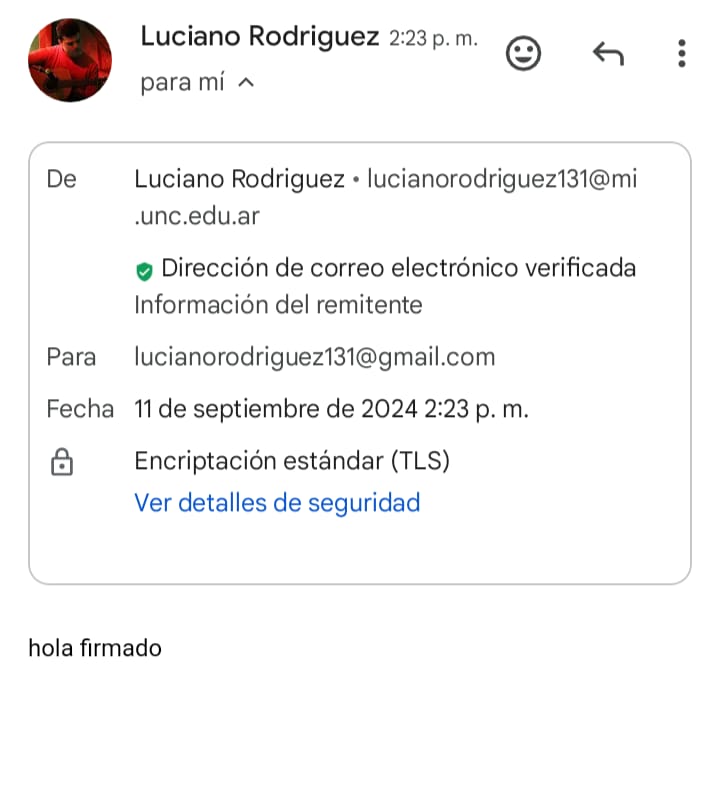 Luciano Rodriguez 2:23 p. m.
para mí
De Luciano Rodriguez • lucianorodriguez131@mi
.unc.edu.ar
Dirección de correo electrónico verificada
Información del remitente
Para lucianorodriguez131@gmail.com
Fecha 11 de septiembre de 2024 2:23 p. m.
Encriptación estándar (TLS)
Ver detalles de seguridad
hola firmado